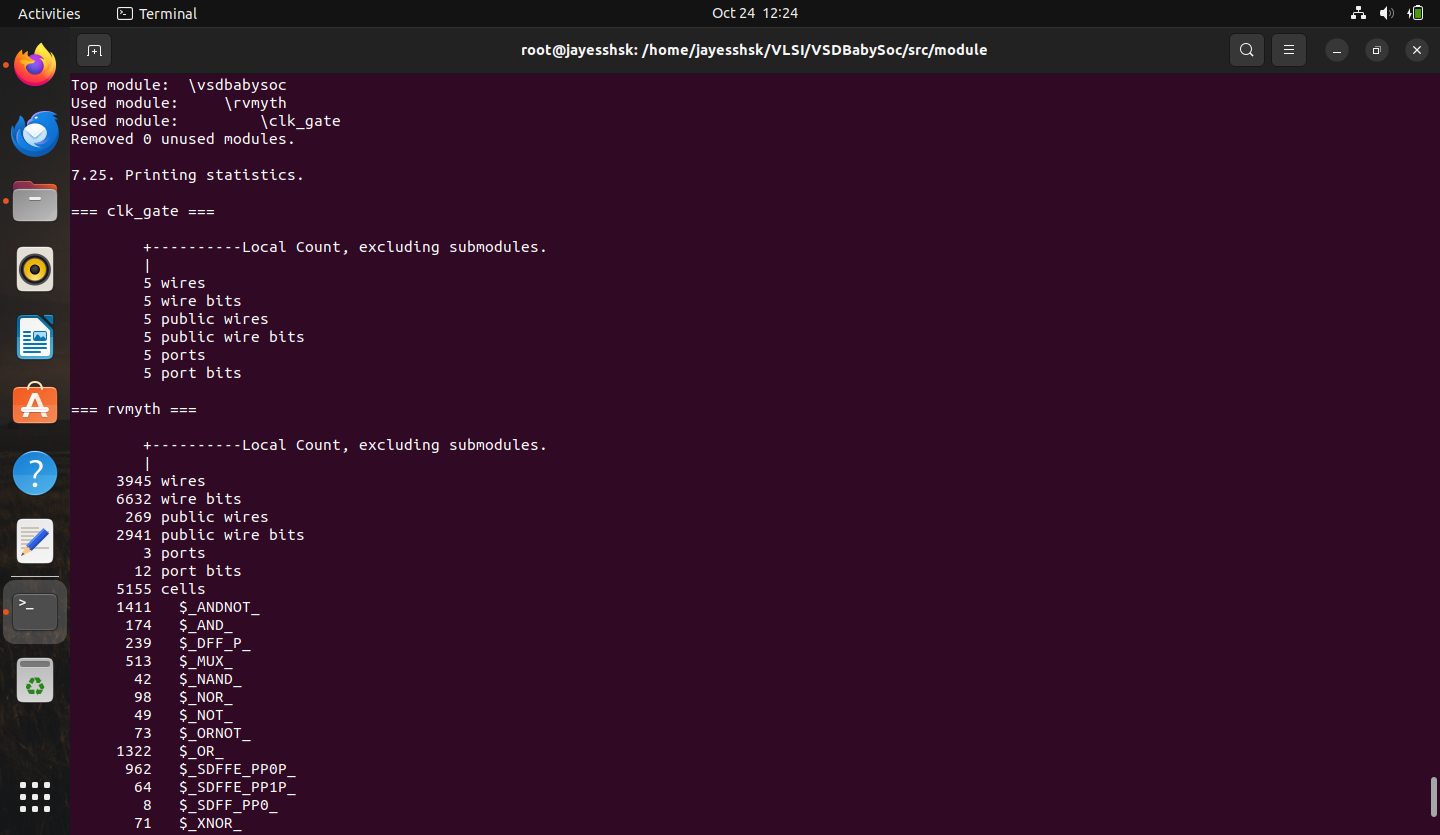 Activities Terminal Oct 24 12:24
root@jayesshsk: /home/jayesshsk/VLSI/VSDBabySoc/src/module
Top module:  \vsdbabysoc
Used module:     \rvmyth
Used module:         \clk_gate
Removed 0 unused modules.
7.25. Printing statistics.
=== clk_gate ===
        +----------Local Count, excluding submodules.
        |
        5 wires
        5 wire bits
        5 public wires
        5 public wire bits
        5 ports
        5 port bits
=== rvmyth ===
        +----------Local Count, excluding submodules.
        |
     3945 wires
     6632 wire bits
      269 public wires
     2941 public wire bits
        3 ports
       12 port bits
     5155 cells
     1411   $_ANDNOT_
      174   $_AND_
      239   $_DFF_P_
      513   $_MUX_
       42   $_NAND_
       98   $_NOR_
       49   $_NOT_
       73   $_ORNOT_
     1322   $_OR_
      962   $_SDFFE_PP0P_
       64   $_SDFFE_PP1P_
        8   $_SDFF_PP0_
       71   $_XNOR_